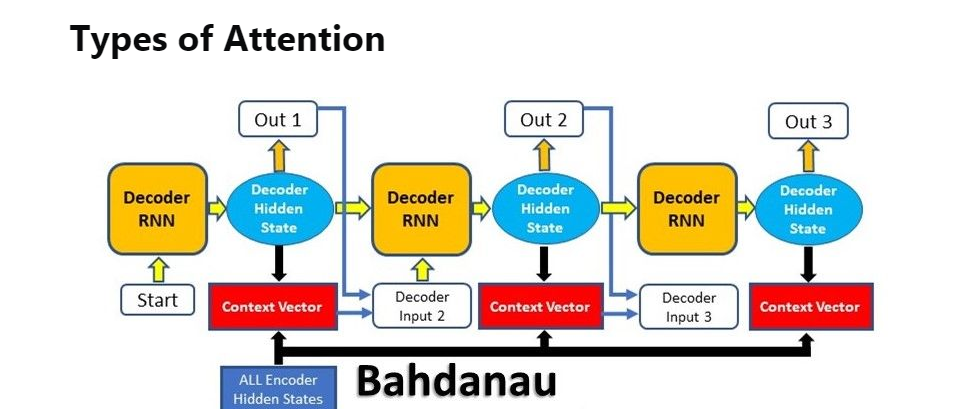 Types of Attention
Out 1
Out 2
Out 3
Decoder
RNN
Decoder
Hidden
State
Decoder
RNN
Decoder
Hidden
State
Decoder
RNN
Decoder
Hidden
State
Start
Context Vector
Decoder
Input 2
Context Vector
Decoder
Input 3
Context Vector
ALL Encoder
Hidden States
Bahdanau